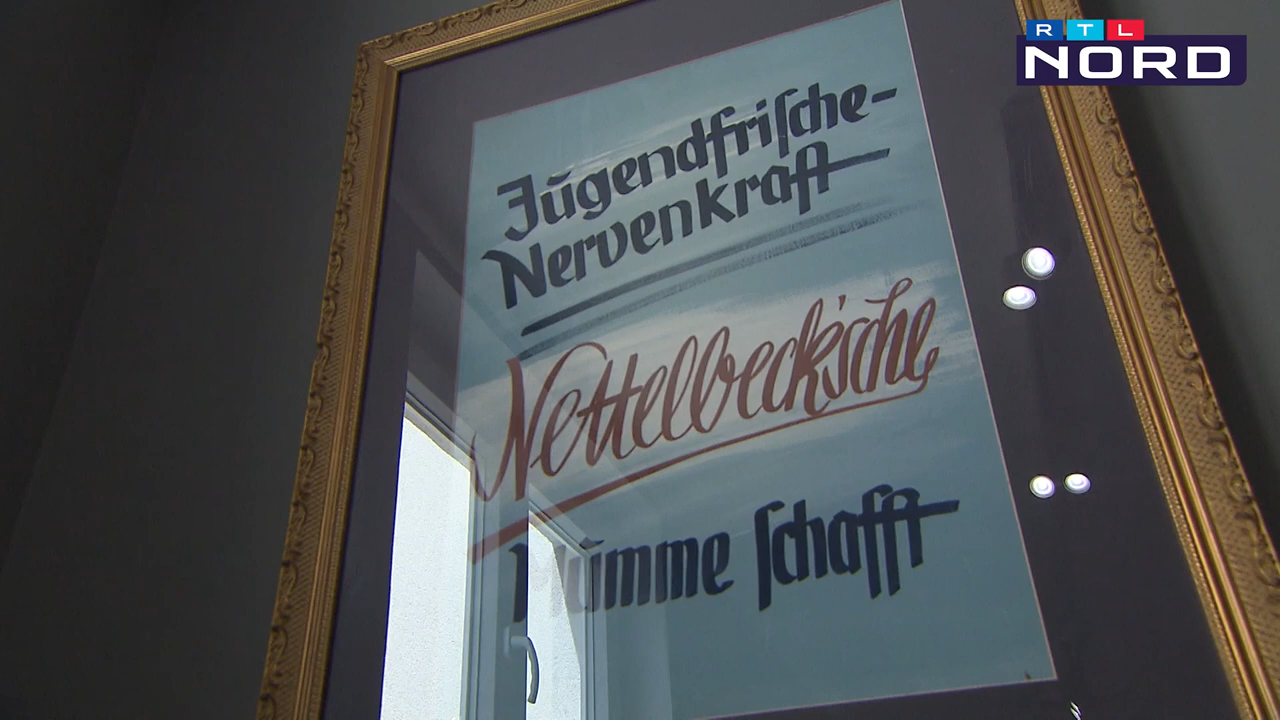 RTL
NORD
Jugendfrische-
Nervenkraft
Nettelbeck'sche
Mumme schafft